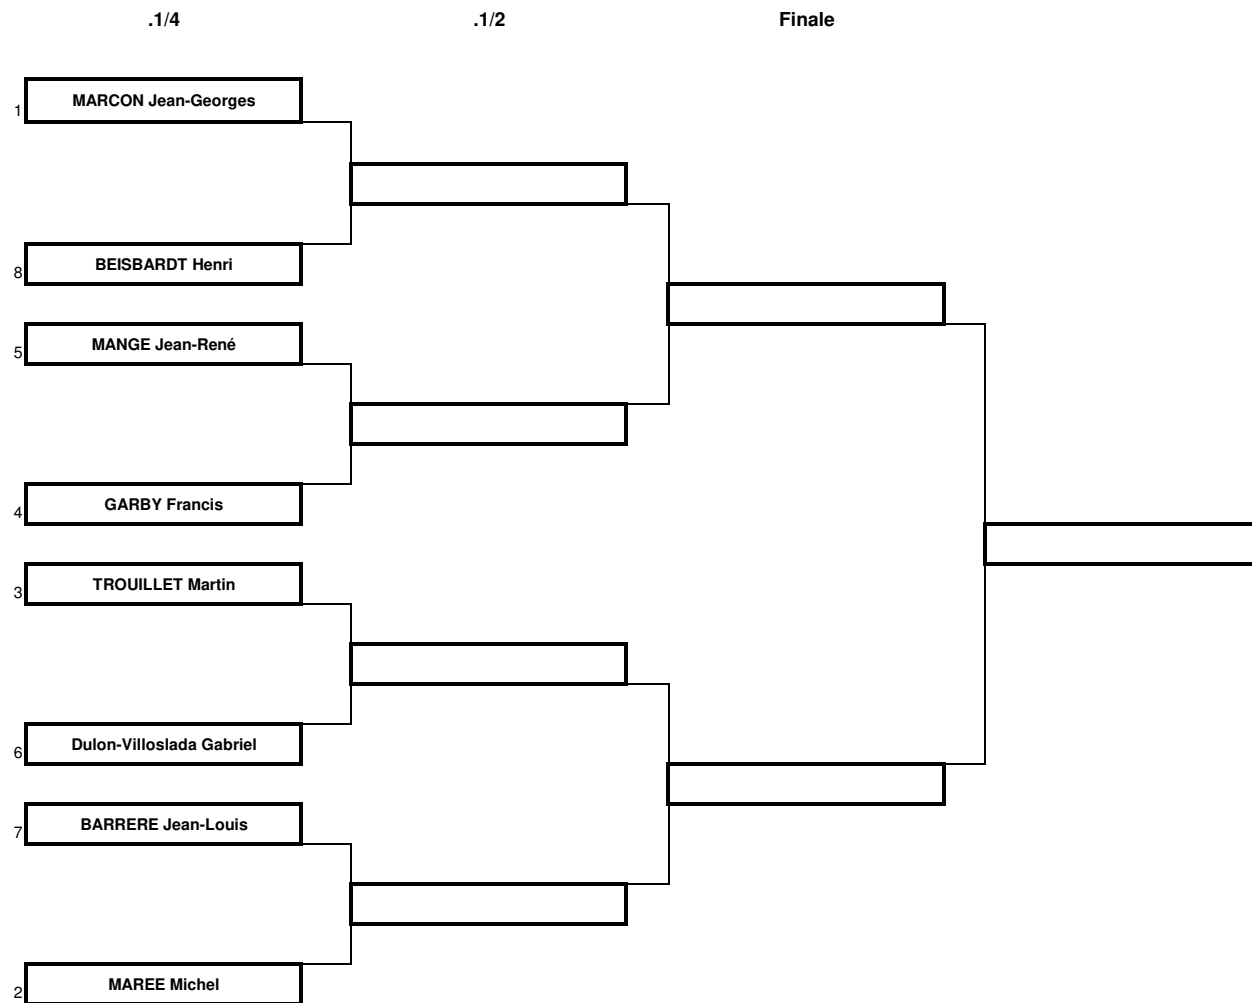 .1/4 .1/2 Finale
1 MARCON Jean-Georges
8 BEISBARDT Henri
5 MANGE Jean-René
4 GARBY Francis
3 TROUILLET Martin
6 Dulon-Villoslada Gabriel
7 BARRERE Jean-Louis
2 MAREE Michel